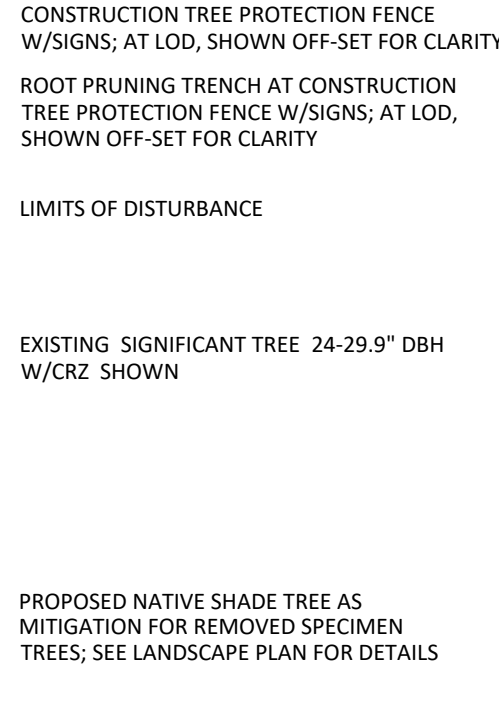 CONSTRUCTION TREE PROTECTION FENCE
W/SIGNS; AT LOD, SHOWN OFF-SET FOR CLARITY
ROOT PRUNING TRENCH AT CONSTRUCTION
TREE PROTECTION FENCE W/SIGNS; AT LOD,
SHOWN OFF-SET FOR CLARITY
LIMITS OF DISTURBANCE
EXISTING SIGNIFICANT TREE 24-29.9" DBH
W/CRZ SHOWN
PROPOSED NATIVE SHADE TREE AS
MITIGATION FOR REMOVED SPECIMEN
TREES; SEE LANDSCAPE PLAN FOR DETAILS